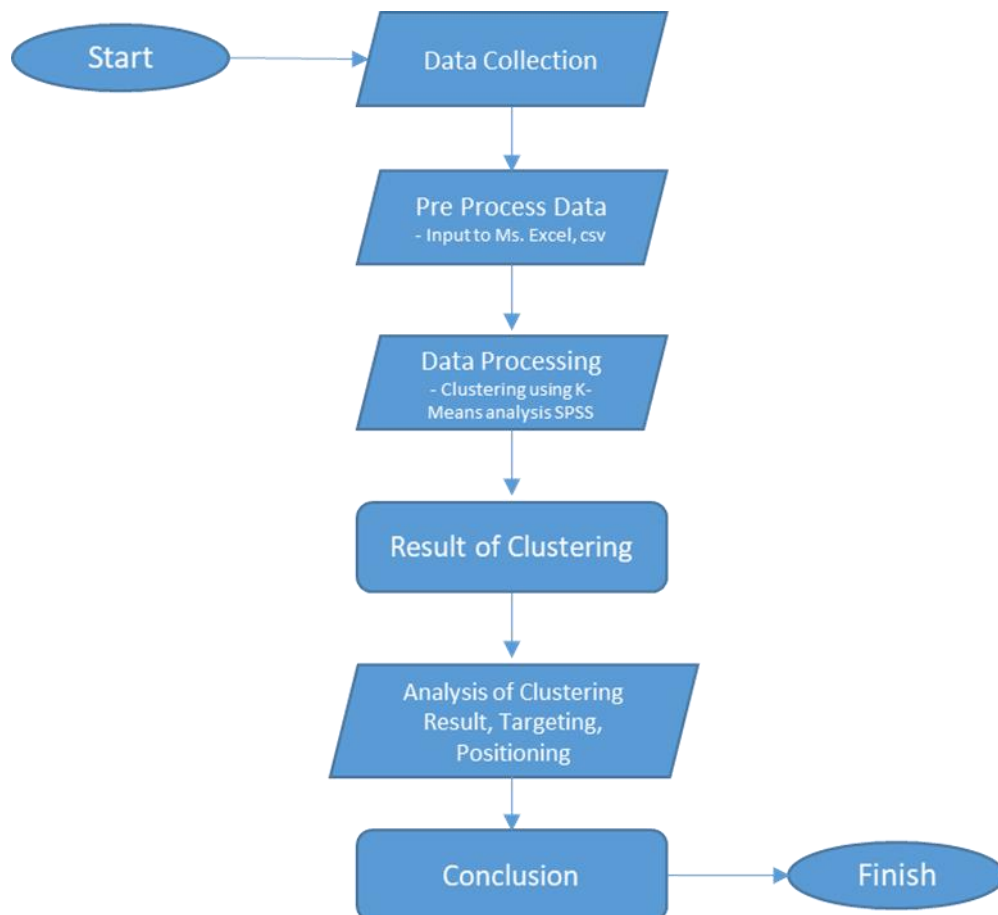 Start
Data Collection
Pre Process Data
- Input to Ms. Excel, csv
Data Processing
- Clustering using K-
Means analysis SPSS
Result of Clustering
Analysis of Clustering
Result, Targeting,
Positioning
Conclusion
Finish